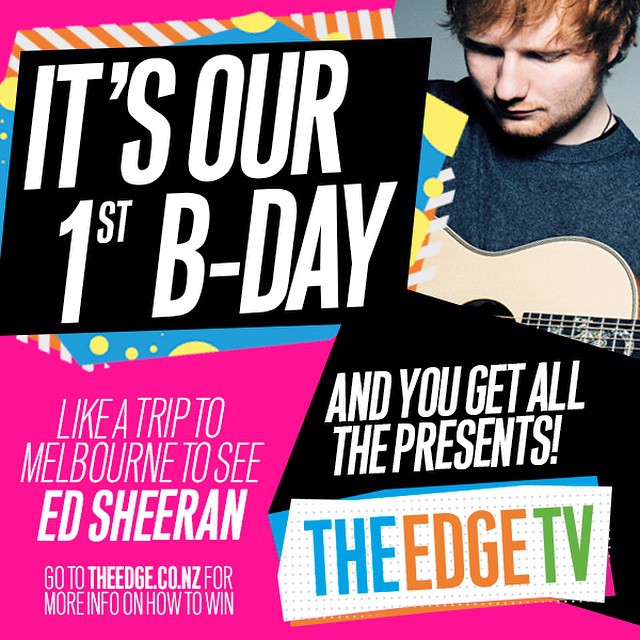 IT'S OUR
1ST B-DAY
LIKE A TRIP TO
MELBOURNE TO SEE
ED SHEERAN
GO TO THEEDGE.CO.NZ FOR
MORE INFO ON HOW TO WIN
AND YOU GET ALL
THE PRESENTS!
THE EDGE TV